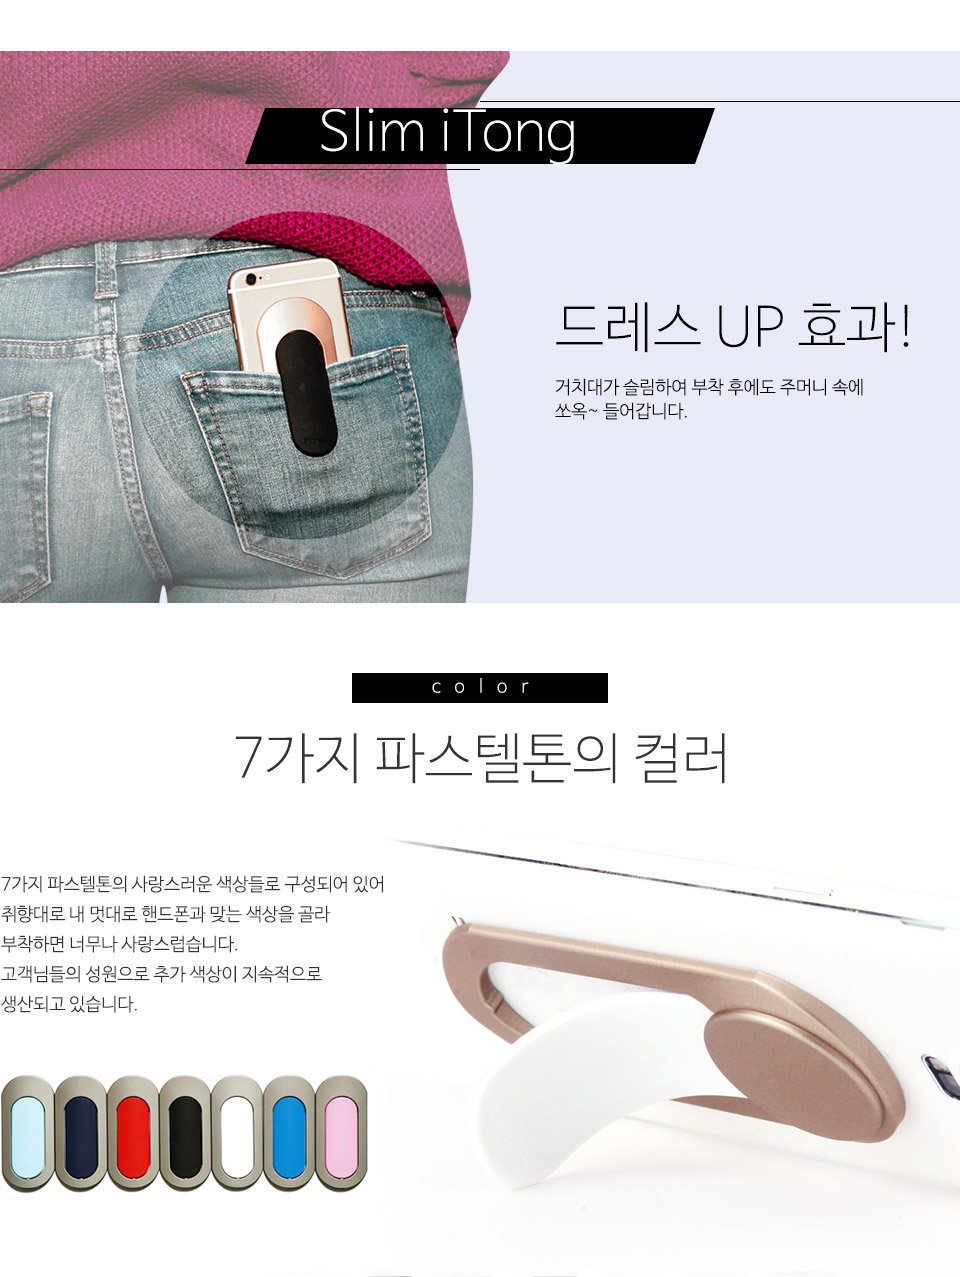 Slim iTong
드레스 UP 효과!
거치대가 슬림하여 부착 후에도 주머니 속에
쏘옥~ 들어갑니다.
color
7가지 파스텔톤의 컬러
7가지 파스텔톤의 사랑스러운 색상들로 구성되어 있어
취향대로 내 멋대로 핸드폰과 맞는 색상을 골라
부착하면 너무나 사랑스럽습니다.
고객님들의 성원으로 추가 색상이 지속적으로
생산되고 있습니다.